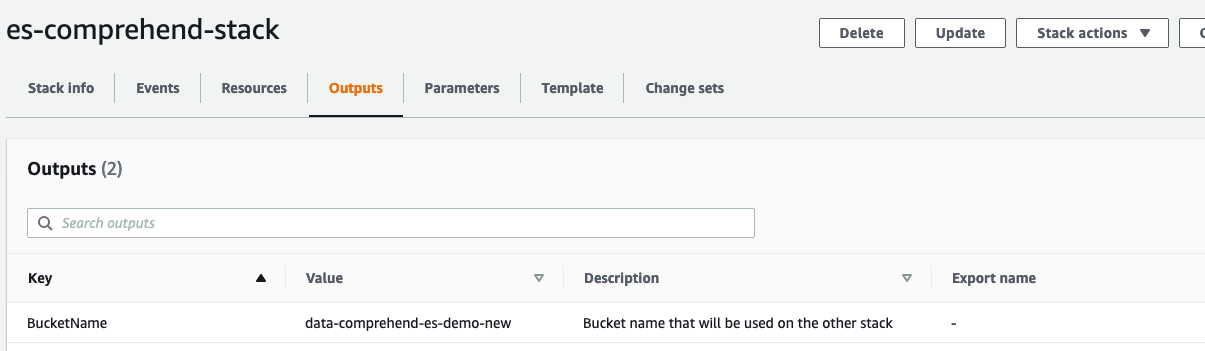 es-comprehend-stack
Delete Update Stack actions
Stack info Events Resources Outputs Parameters Template Change sets
Outputs (2)
Search outputs
Key Value Description Export name
BucketName data-comprehend-es-demo-new Bucket name that will be used on the other stack -